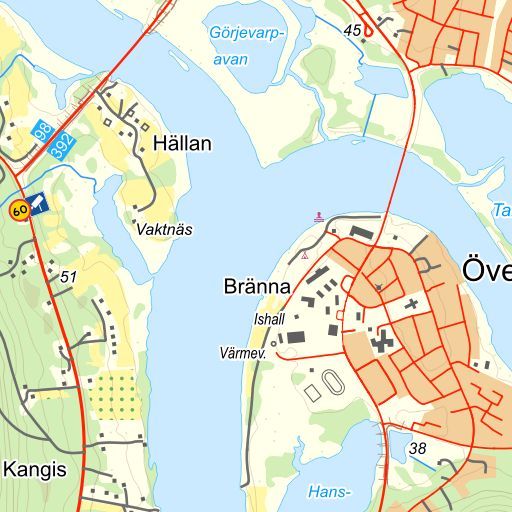 Görjevarp-
avan
45
98
392
Hällan
60
Ta
Vaktnäs
51
Bränna
Öve
Ishall
Värmev.
38
Kangis
Hans-